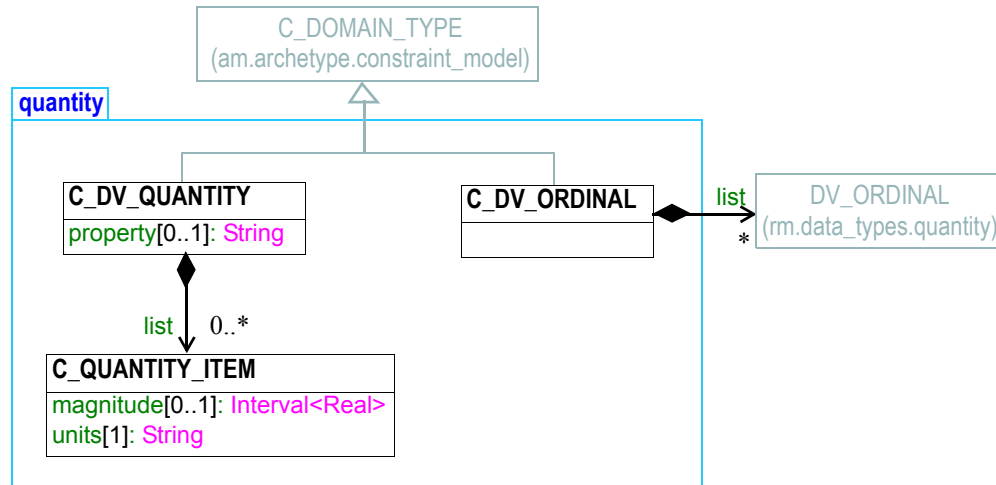 C_DOMAIN_TYPE
(am.archetype.constraint_model)
quantity
C_DV_QUANTITY
property[0..1]: String
C_DV_ORDINAL
list
*
DV_ORDINAL
(rm.data_types.quantity)
list 0..*
C_QUANTITY_ITEM
magnitude[0..1]: Interval<Real>
units[1]: String